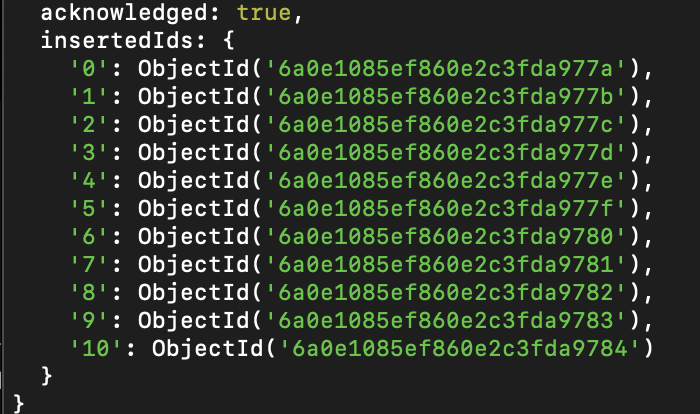 acknowledged: true,
insertedIds: {
'0': ObjectId('6a0e1085ef860e2c3fda977a'),
'1': ObjectId('6a0e1085ef860e2c3fda977b'),
'2': ObjectId('6a0e1085ef860e2c3fda977c'),
'3': ObjectId('6a0e1085ef860e2c3fda977d'),
'4': ObjectId('6a0e1085ef860e2c3fda977e'),
'5': ObjectId('6a0e1085ef860e2c3fda977f'),
'6': ObjectId('6a0e1085ef860e2c3fda9780'),
'7': ObjectId('6a0e1085ef860e2c3fda9781'),
'8': ObjectId('6a0e1085ef860e2c3fda9782'),
'9': ObjectId('6a0e1085ef860e2c3fda9783'),
'10': ObjectId('6a0e1085ef860e2c3fda9784')
}
}